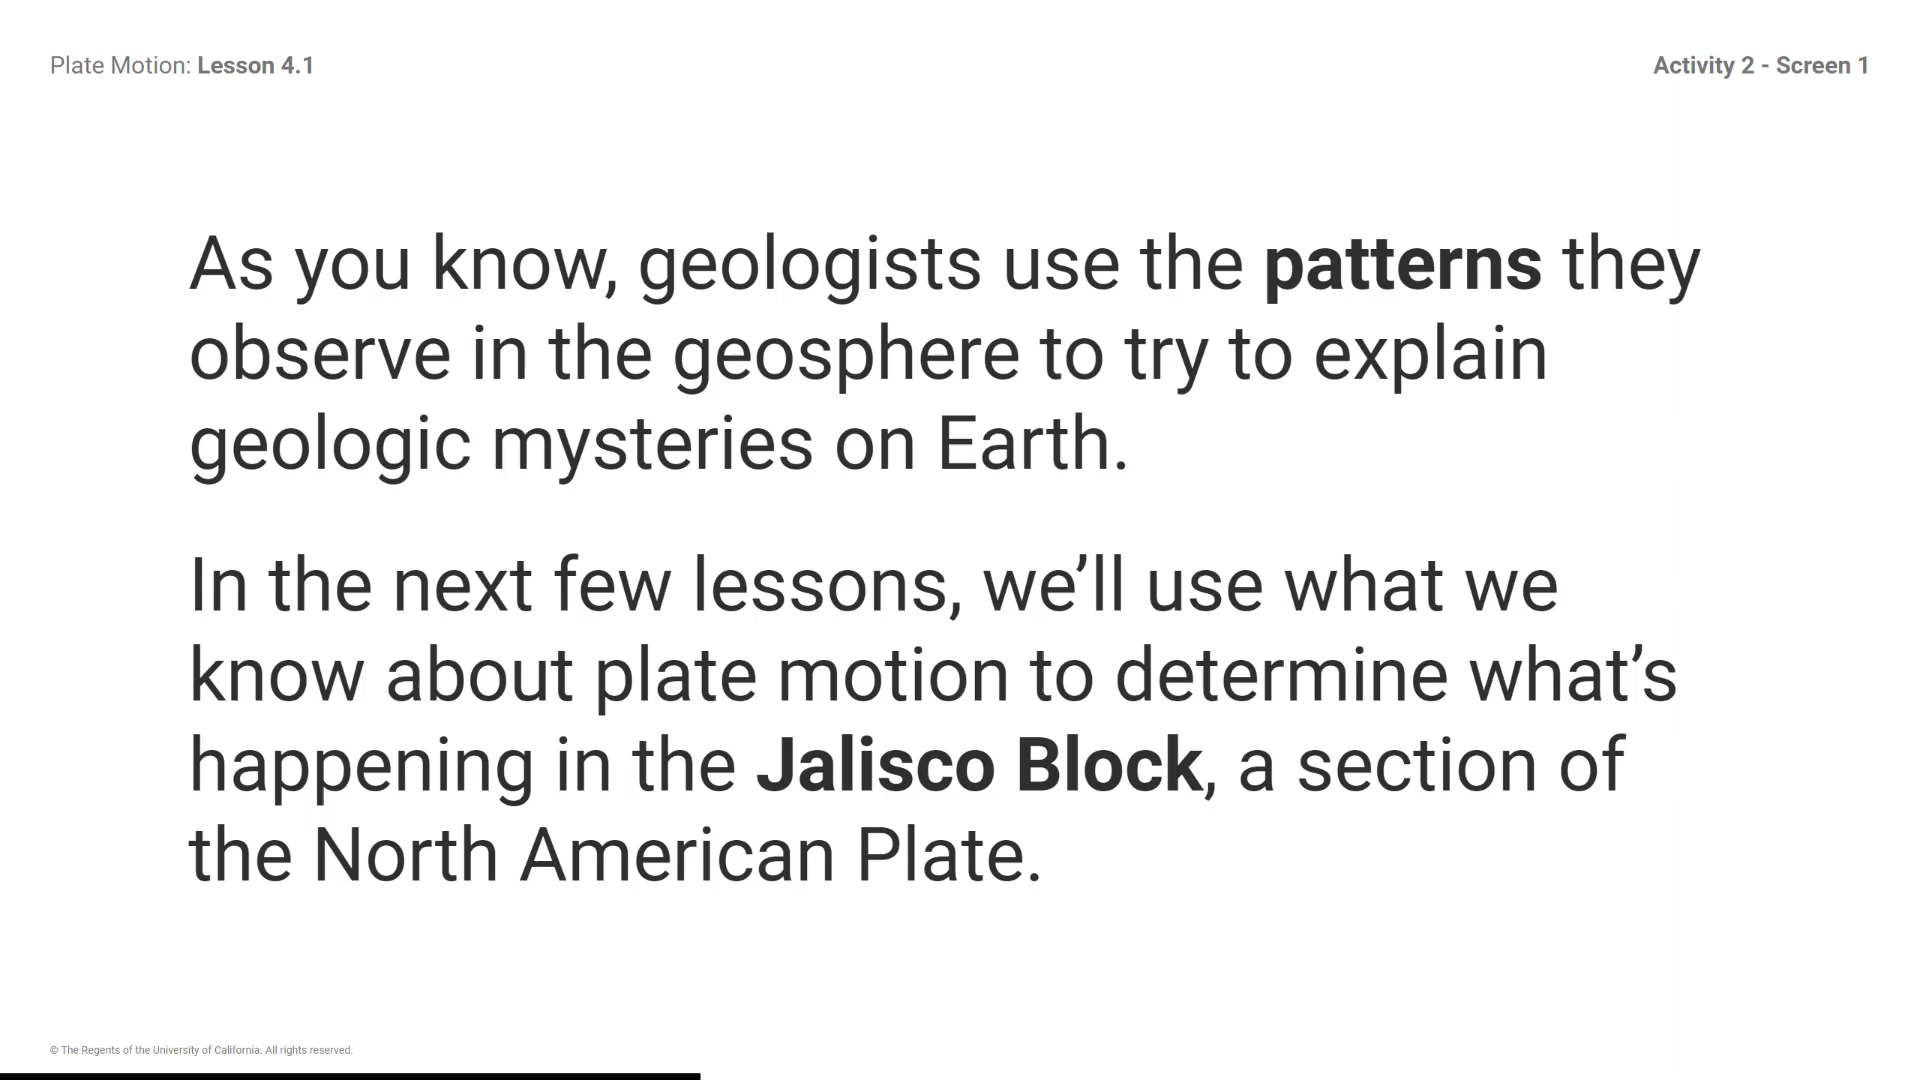 Plate Motion: Lesson 4.1
Activity 2 - Screen 1
As you know, geologists use the patterns they
observe in the geosphere to try to explain
geologic mysteries on Earth.
In the next few lessons, we’ll use what we
know about plate motion to determine what’s
happening in the Jalisco Block, a section of
the North American Plate.
© The Regents of the University of California. All rights reserved.